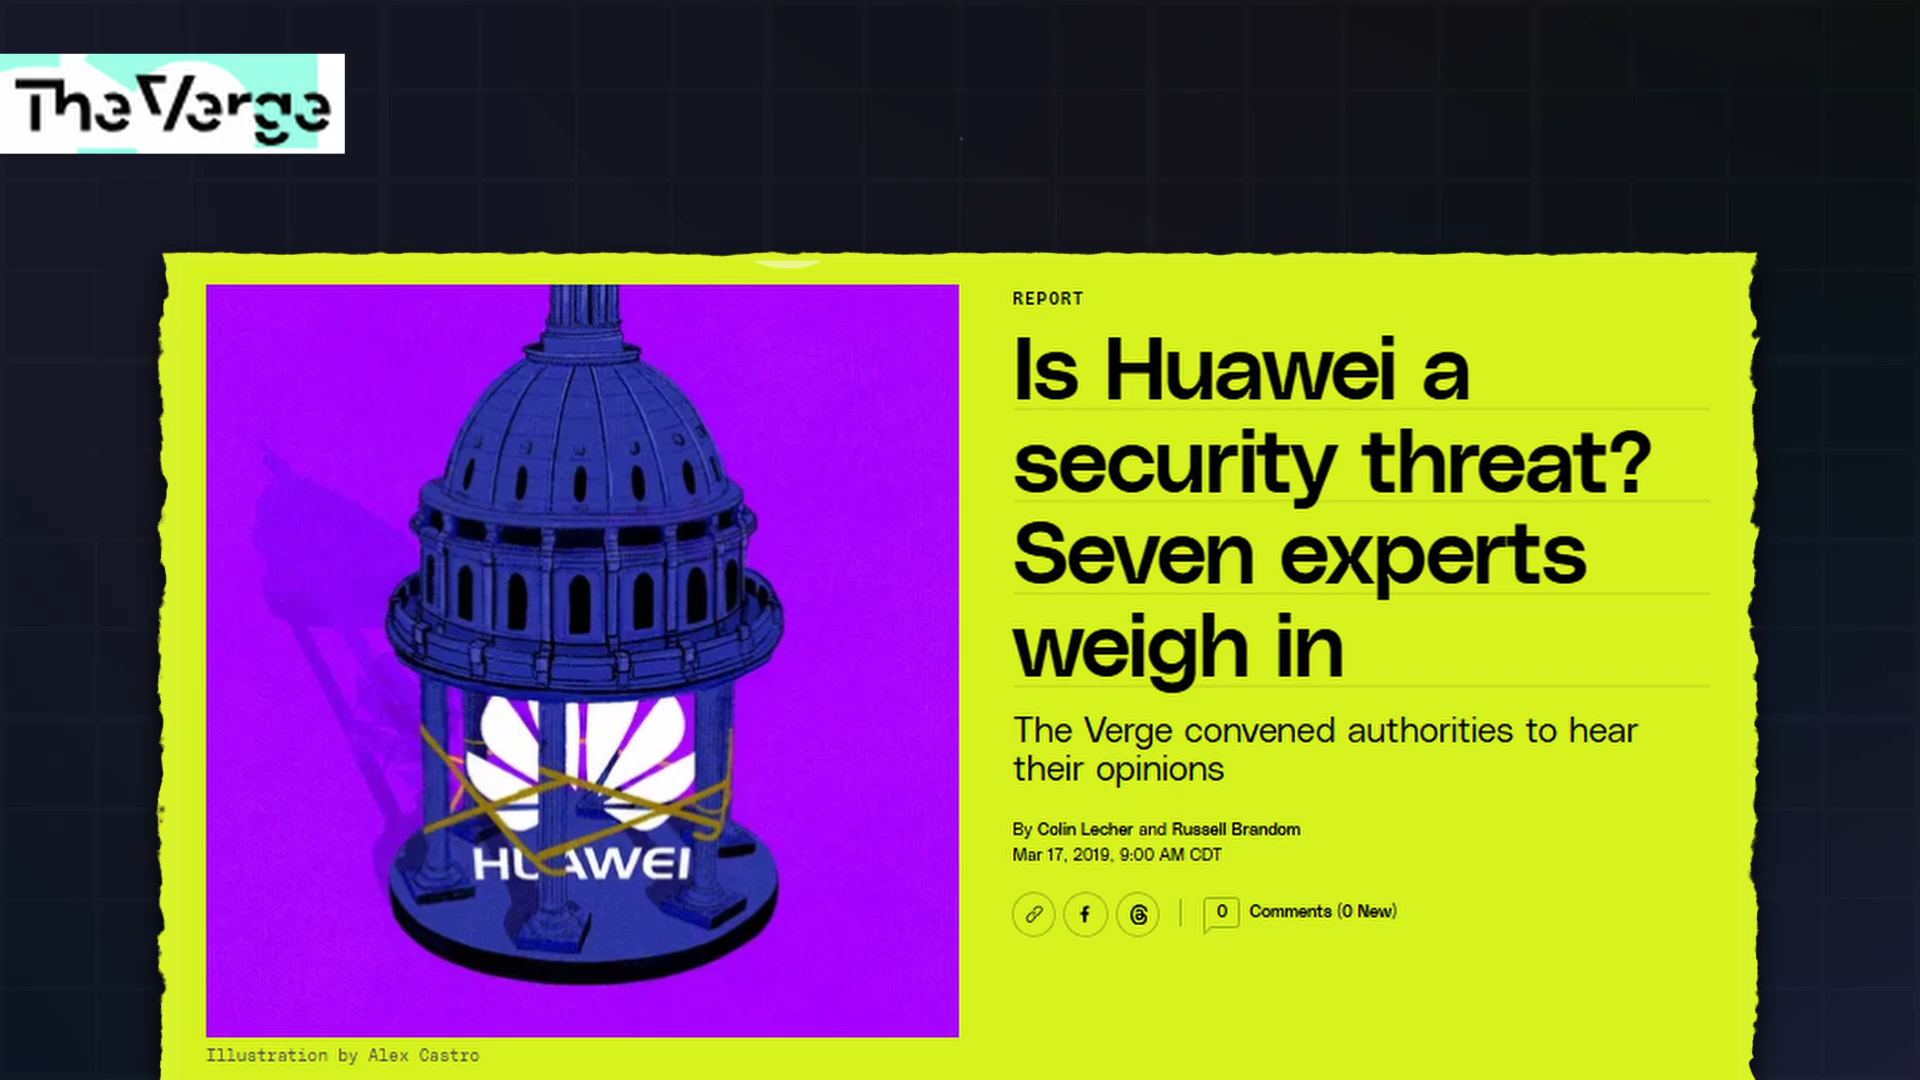 The Verge
REPORT
Is Huawei a
security threat?
Seven experts
weigh in
The Verge convened authorities to hear
their opinions
By Colin Lecher and Russell Brandom
Mar 17, 2019, 9:00 AM CDT
0 Comments (0 New)
HUAWEI
Illustration by Alex Castro